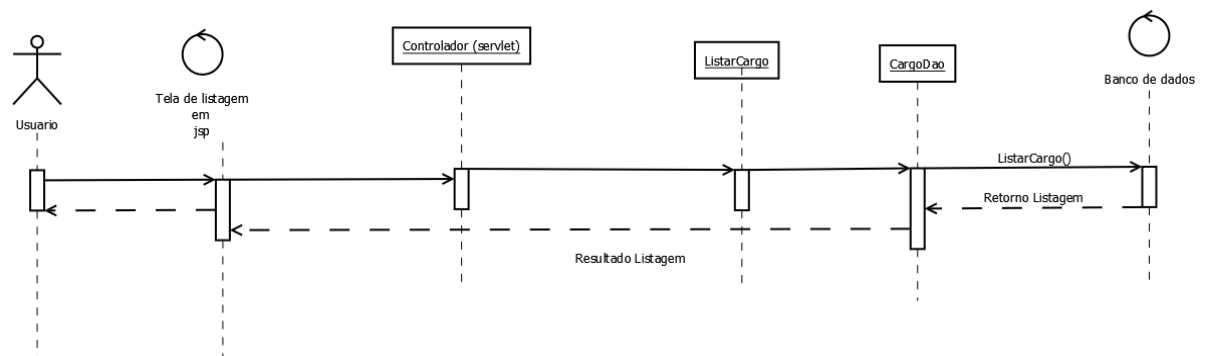 Usuario
Tela de listagem
em
jsp
Controlador (servlet)
ListarCargo
CargoDao
Banco de dados
ListarCargo()
Retorno Listagem
Resultado Listagem